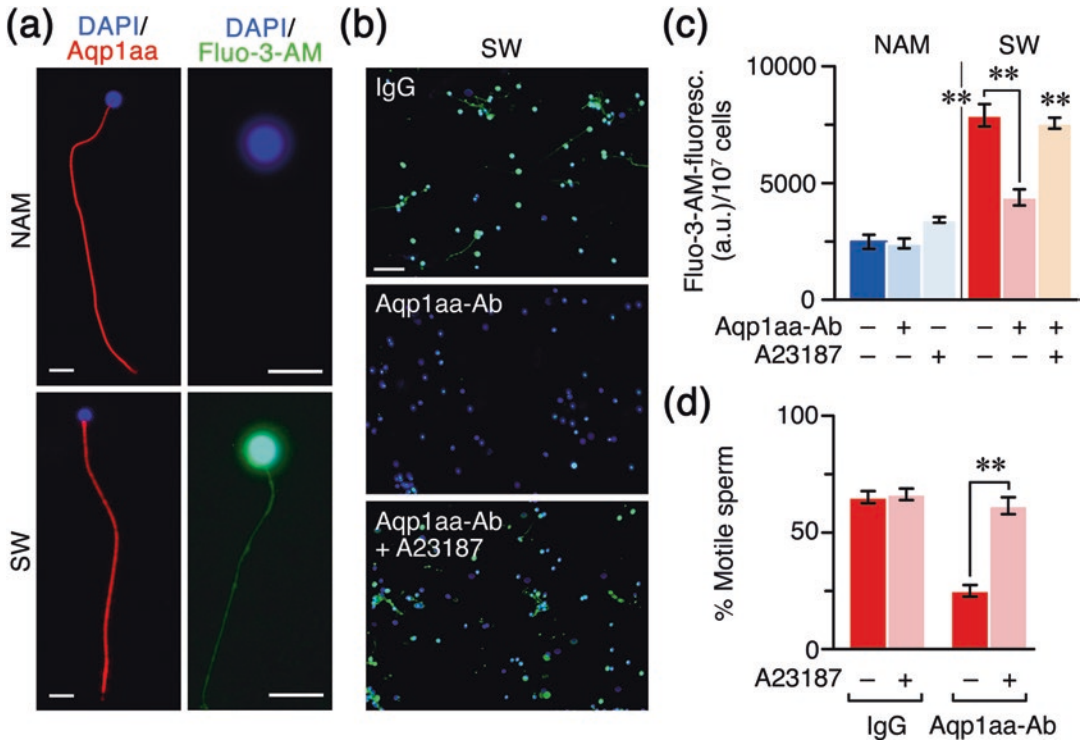 (a)
DAPI/
Aqp1aa
DAPI/
Fluo-3-AM
NAM
SW
(b)
SW
IgG
Aqp1aa-Ab
Aqp1aa-Ab
+ A23187
(c)
NAM SW
Fluo-3-AM-fluoresc.
(a.u.)/10⁷ cells
10000
5000
0
** ** **
Aqp1aa-Ab – + – – + +
A23187 – – + – – +
(d)
% Motile sperm
100
50
0
**
A23187 – + – +
IgG Aqp1aa-Ab